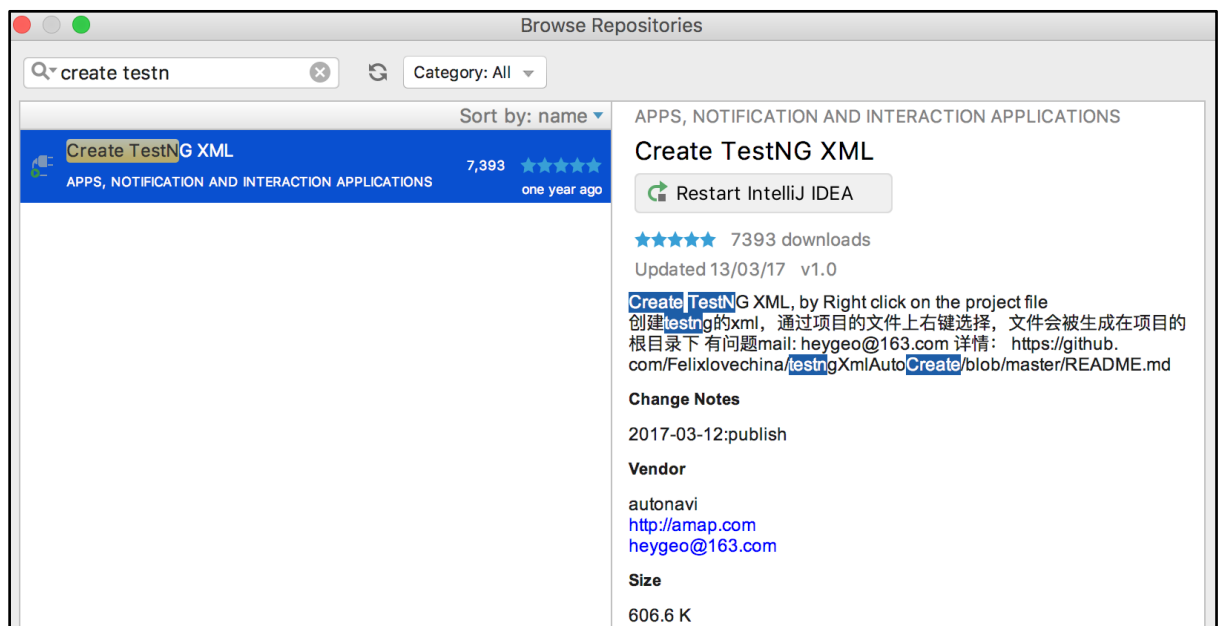 Browse Repositories
create testn
Category: All
Sort by: name
Create TestNG XML
7,393
APPS, NOTIFICATION AND INTERACTION APPLICATIONS
one year ago
APPS, NOTIFICATION AND INTERACTION APPLICATIONS
Create TestNG XML
Restart IntelliJ IDEA
7393 downloads
Updated 13/03/17 v1.0
Create TestNG XML, by Right click on the project file
创建testng的xml，通过项目的文件上右键选择，文件会被生成在项目的
根目录下 有问题mail: heygeo@163.com 详情： https://github.
com/Felixlovechina/testngXmlAutoCreate/blob/master/README.md
Change Notes
2017-03-12:publish
Vendor
autonavi
http://amap.com
heygeo@163.com
Size
606.6 K